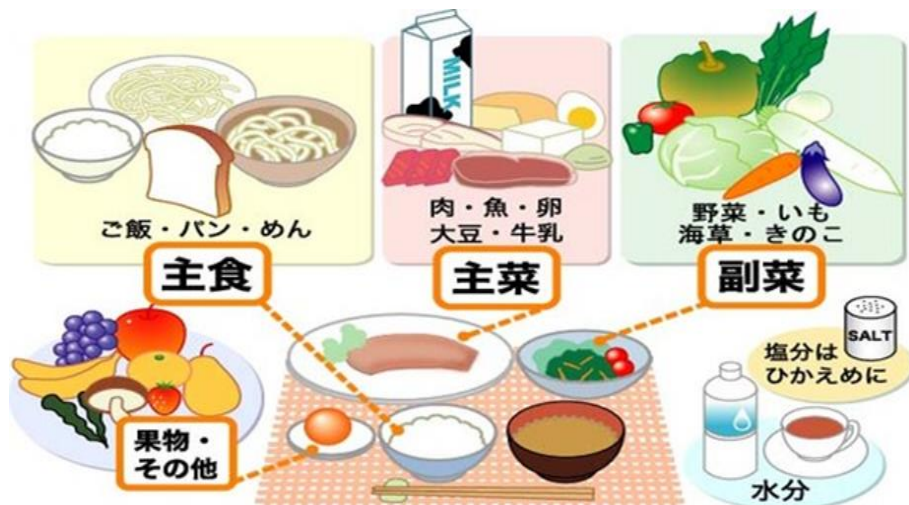 MILK
ご飯・パン・めん
肉・魚・卵
大豆・牛乳
野菜・いも
海草・きのこ
主食
主菜
副菜
SALT
塩分は
ひかえめに
果物・
その他
水分